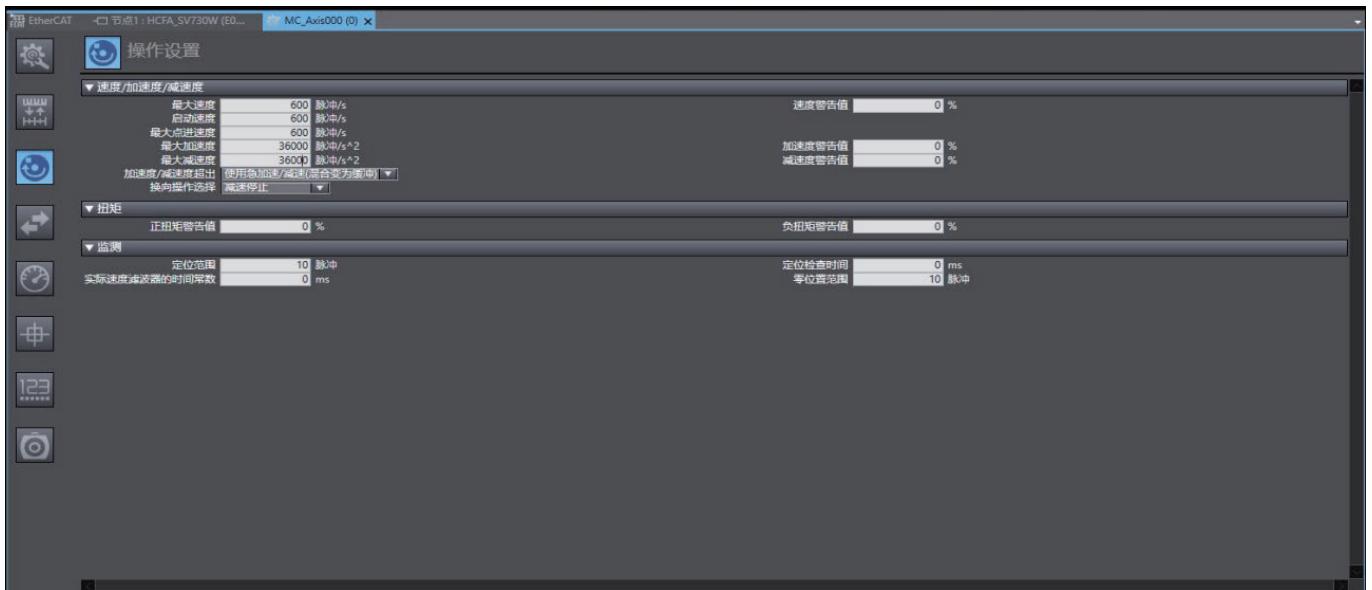 EtherCAT 节点1 : HCFA_SV730W (E0... MC_Axis000 (0)
操作设置
▼ 速度/加速度/减速度
最大速度 600 脉冲/s 速度警告值 0 %
启动速度 600 脉冲/s
最大点进速度 600 脉冲/s
最大加速度 36000 脉冲/s^2 加速度警告值 0 %
最大减速度 36000 脉冲/s^2 减速度警告值 0 %
加速度/减速度超出 使用急加速/减速(混合变为缓冲)
换向操作选择 减速停止
▼ 扭矩
正扭矩警告值 0 % 负扭矩警告值 0 %
▼ 监测
定位范围 10 脉冲 定位检查时间 0 ms
实际速度滤波器的时间常数 0 ms 零位置范围 10 脉冲
123